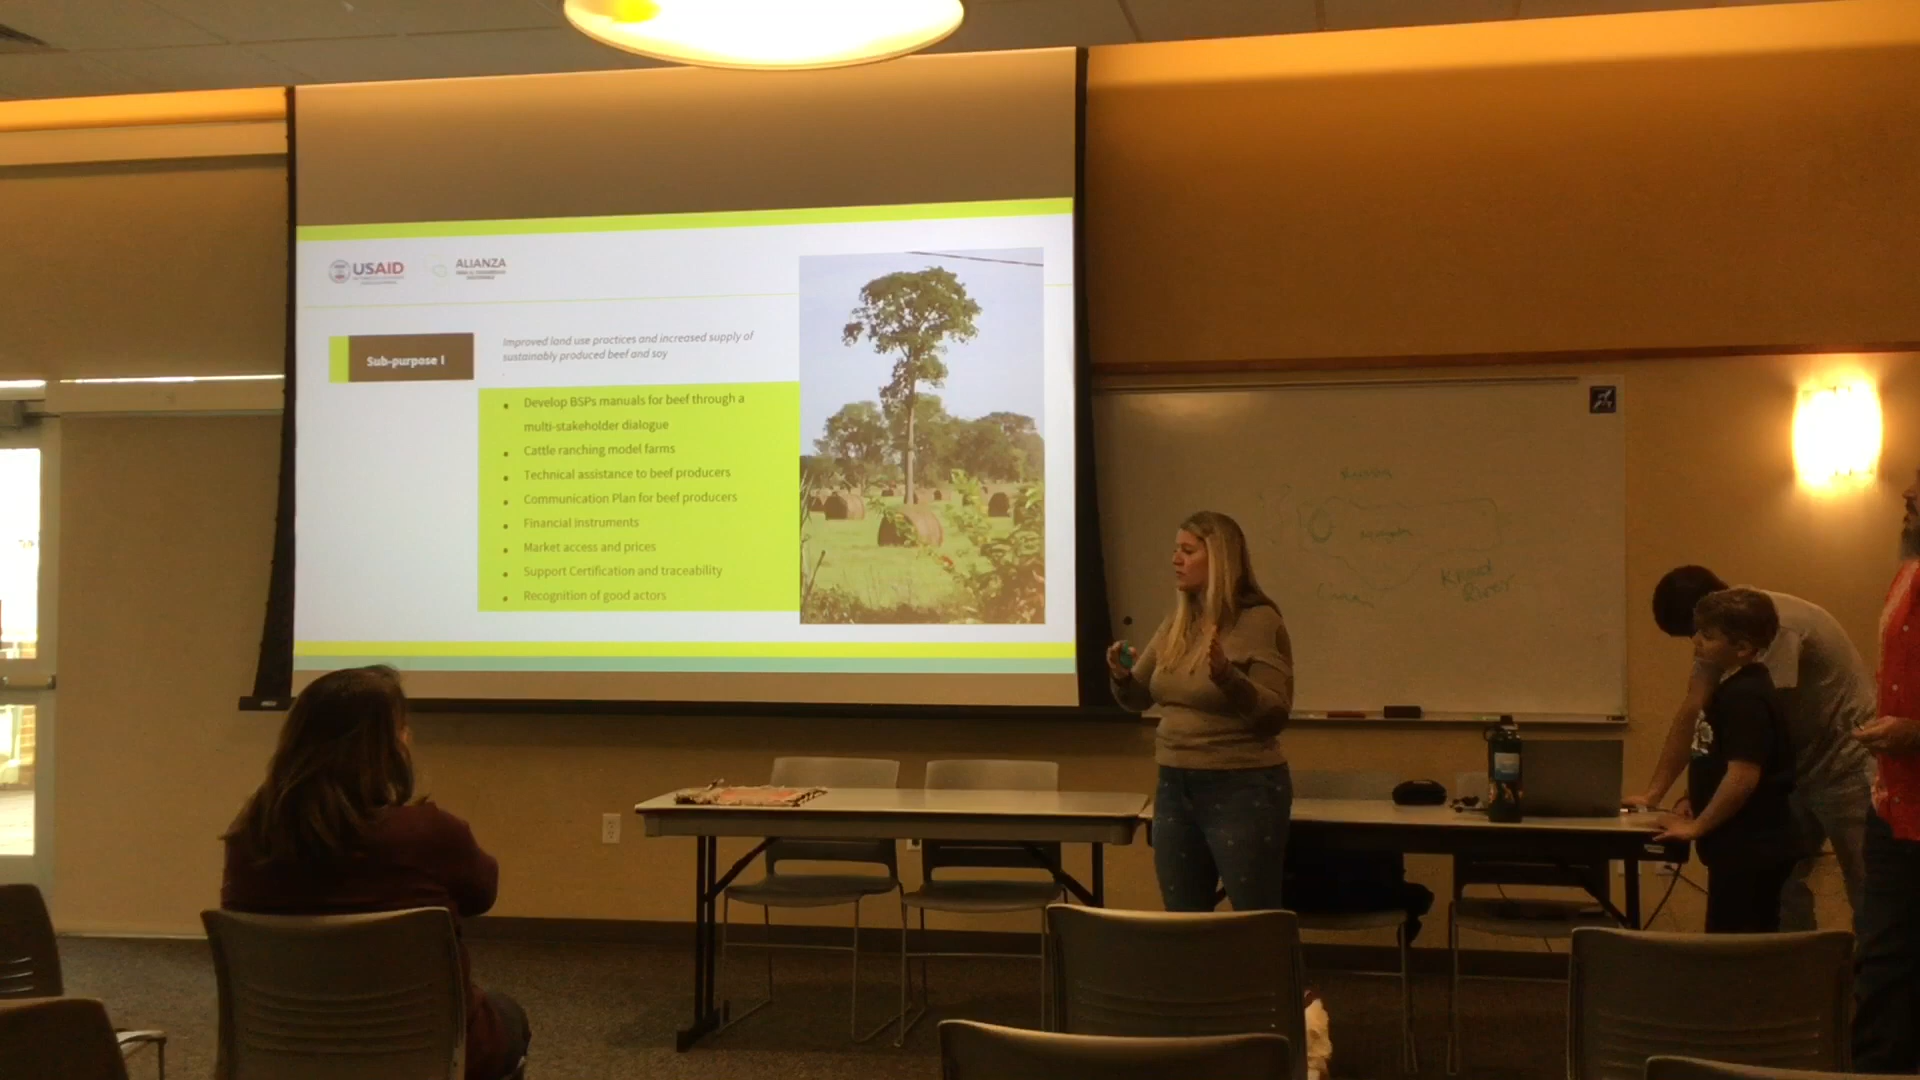 USAID
ALIANZA
Sub-purpose I
Improved land use practices and increased supply of
sustainably produced beef and soy
Develop BSPs manuals for beef through a
multi-stakeholder dialogue
Cattle ranching model farms
Technical assistance to beef producers
Communication Plan for beef producers
Financial Instruments
Market access and prices
Support Certification and traceability
Recognition of good actors